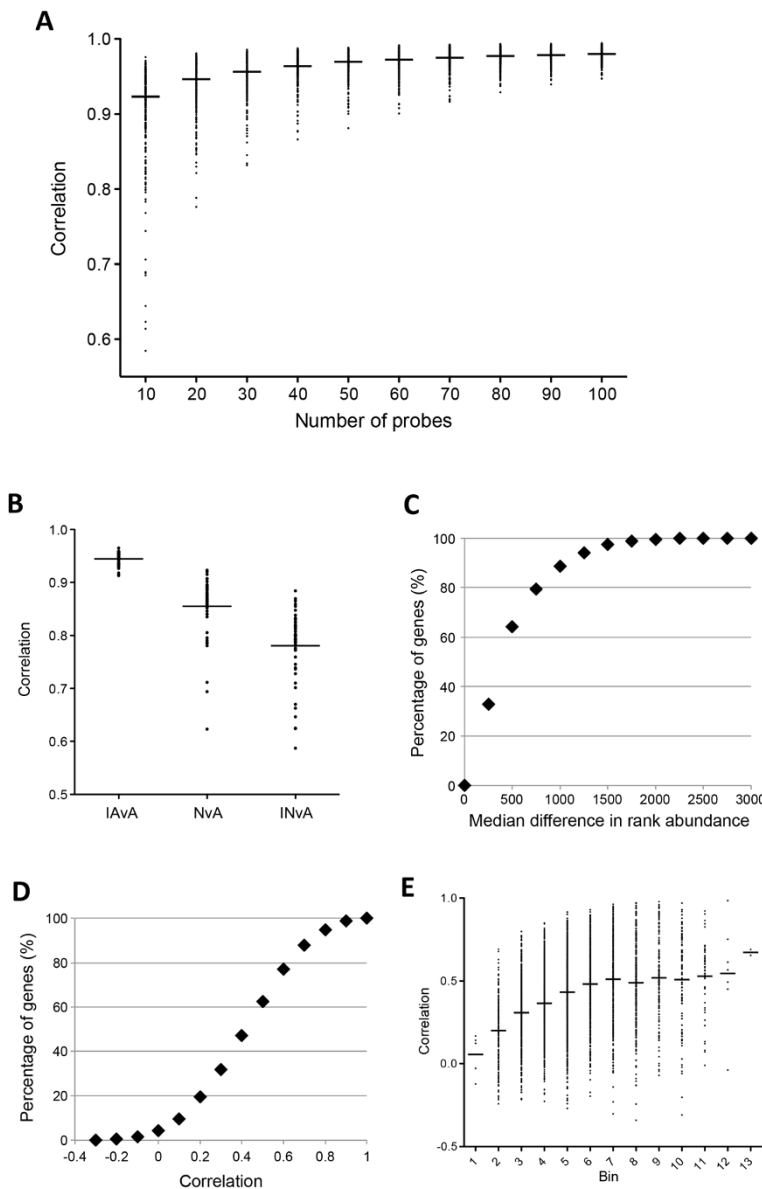 A
1.0
0.9
0.8
0.7
0.6
Correlation
10 20 30 40 50 60 70 80 90 100
Number of probes
B
1.0
0.9
0.8
0.7
0.6
0.5
Correlation
IAvA NvA INvA
C
100
80
60
40
20
0
Percentage of genes (%)
0 500 1000 1500 2000 2500 3000
Median difference in rank abundance
D
100
80
60
40
20
0
Percentage of genes (%)
-0.4 -0.2 0 0.2 0.4 0.6 0.8 1
Correlation
E
1.0
0.5
0.0
-0.5
Correlation
1 2 3 4 5 6 7 8 9 10 11 12 13
Bin